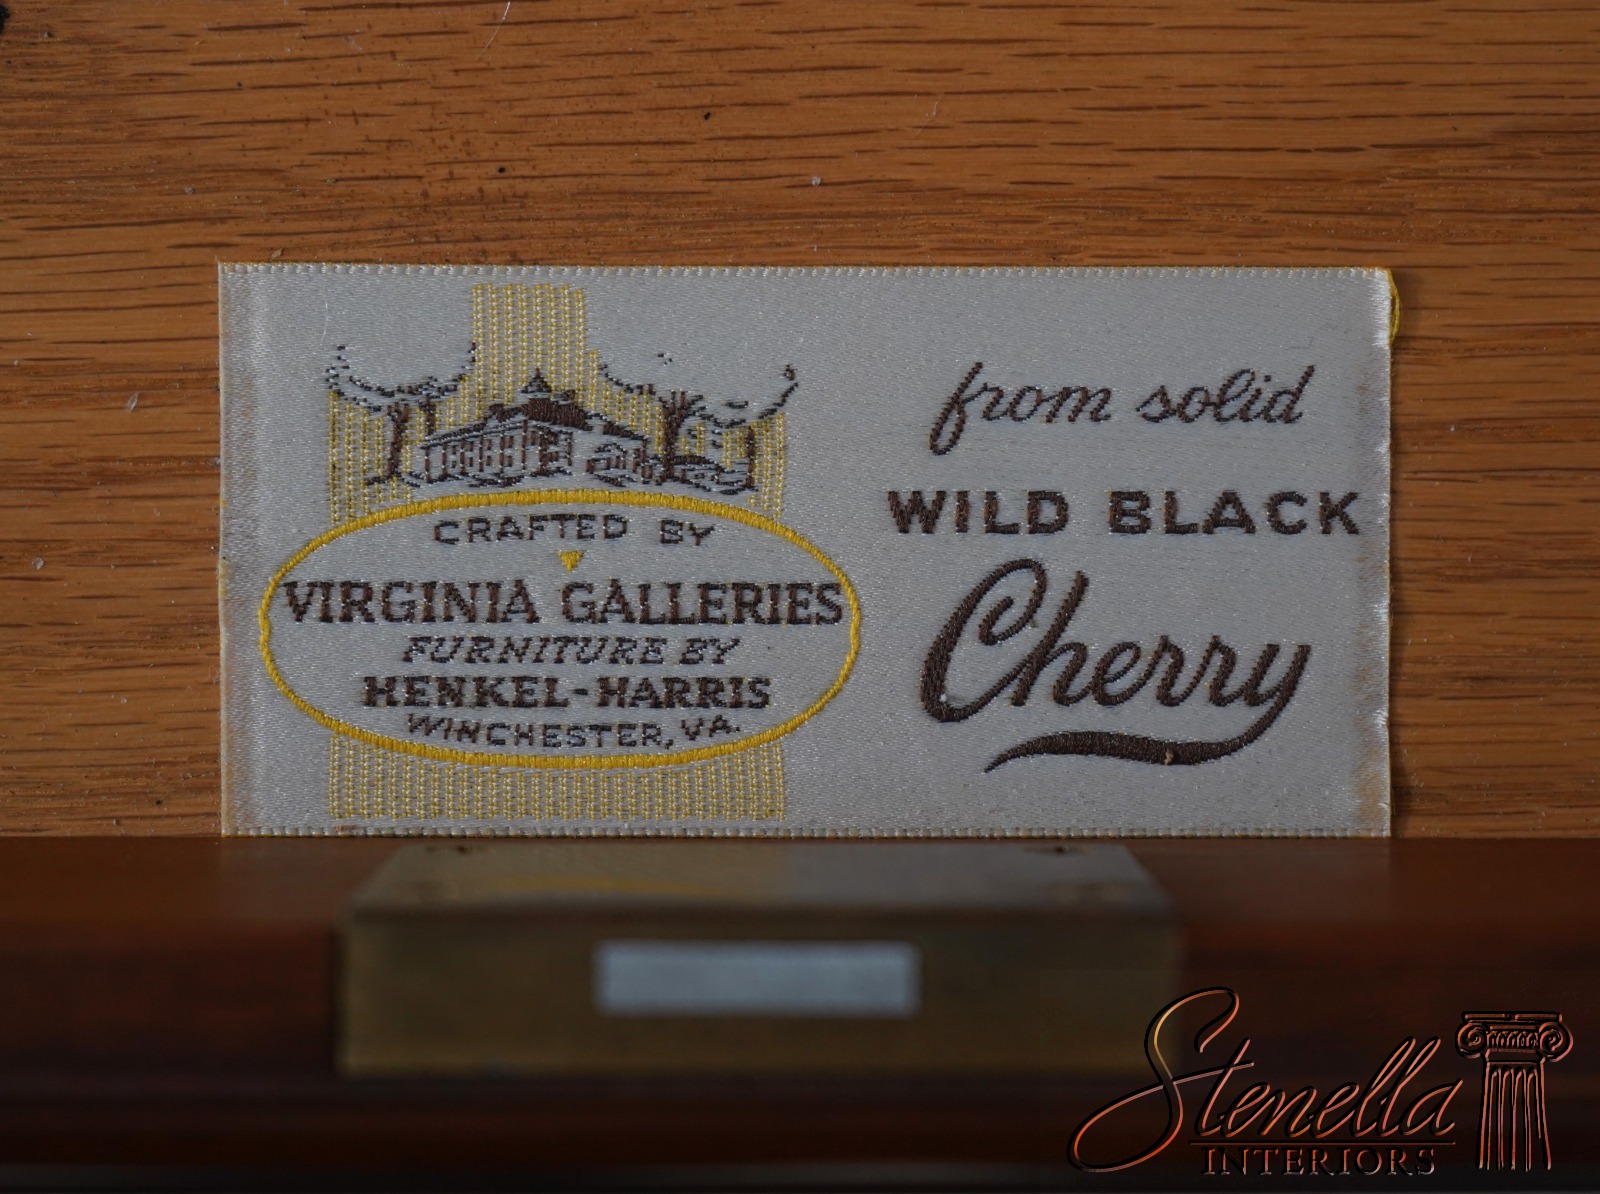 CRAFTED BY
VIRGINIA GALLERIES
FURNITURE BY
HENKEL-HARRIS
WINCHESTER, VA.
from solid
WILD BLACK
Cherry
Stenella
INTERIORS